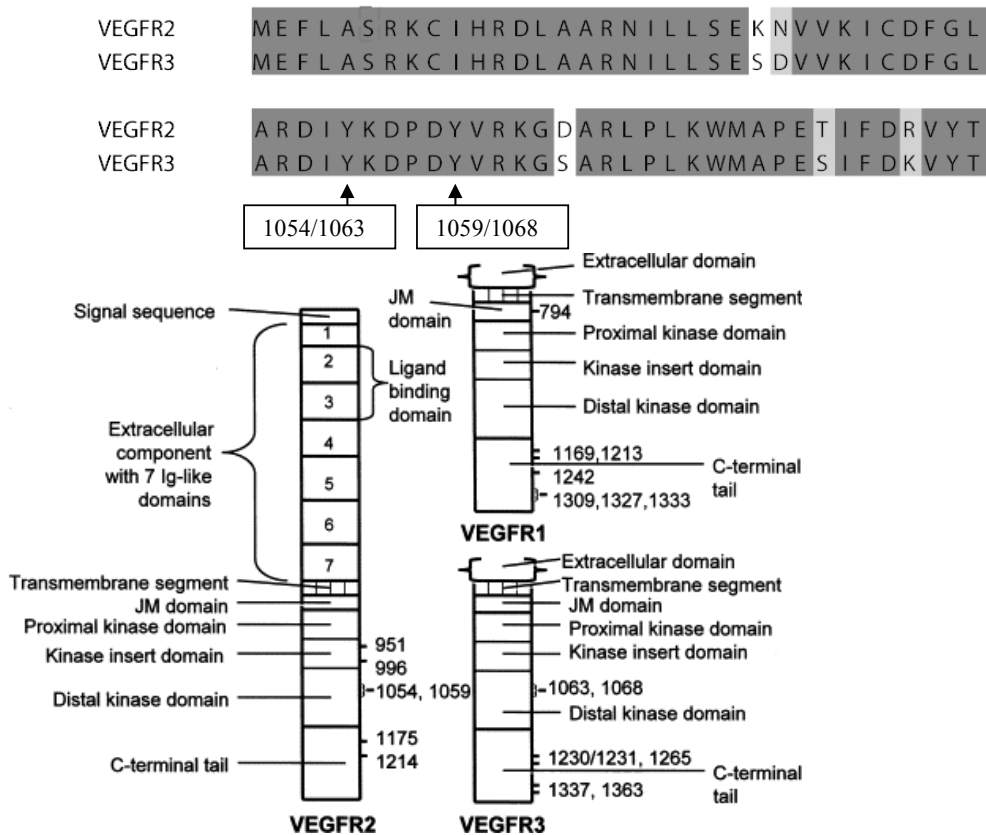 VEGFR2 M E F L A S R K C I H R D L A A R N I L L S E K N V V K I C D F G L
VEGFR3 M E F L A S R K C I H R D L A A R N I L L S E S D V V K I C D F G L
VEGFR2 A R D I Y K D P D Y V R K G D A R L P L K W M A P E T I F D R V Y T
VEGFR3 A R D I Y K D P D Y V R K G S A R L P L K W M A P E S I F D K V Y T
1054/1063
1059/1068
Signal sequence
1
2
3
4
5
6
7
Ligand
binding
domain
Extracellular
component
with 7 Ig-like
domains
Transmembrane segment
JM domain
Proximal kinase domain
Kinase insert domain
Distal kinase domain
C-terminal tail
951
996
1054, 1059
1175
1214
VEGFR2
Extracellular domain
JM
domain
Transmembrane segment
794
Proximal kinase domain
Kinase insert domain
Distal kinase domain
1169,1213
1242
1309,1327,1333
C-terminal
tail
VEGFR1
Extracellular domain
Transmembrane segment
JM domain
Proximal kinase domain
Kinase insert domain
1063, 1068
Distal kinase domain
1230/1231, 1265
1337, 1363
C-terminal
tail
VEGFR3